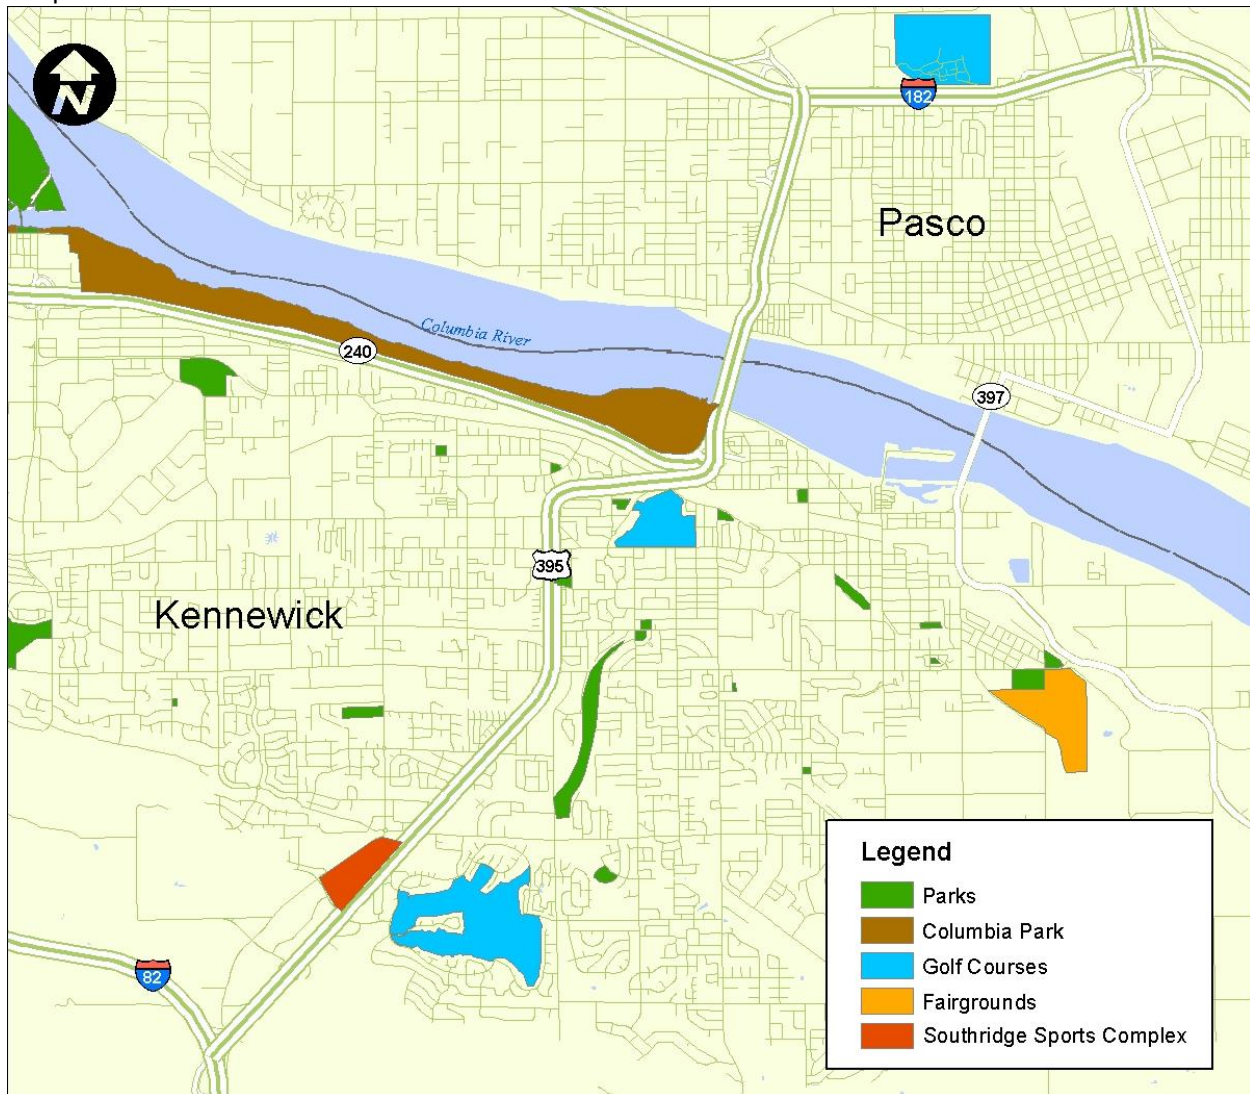 N
182
Pasco
Columbia River
240
397
395
Kennewick
82
Legend
Parks
Columbia Park
Golf Courses
Fairgrounds
Southridge Sports Complex